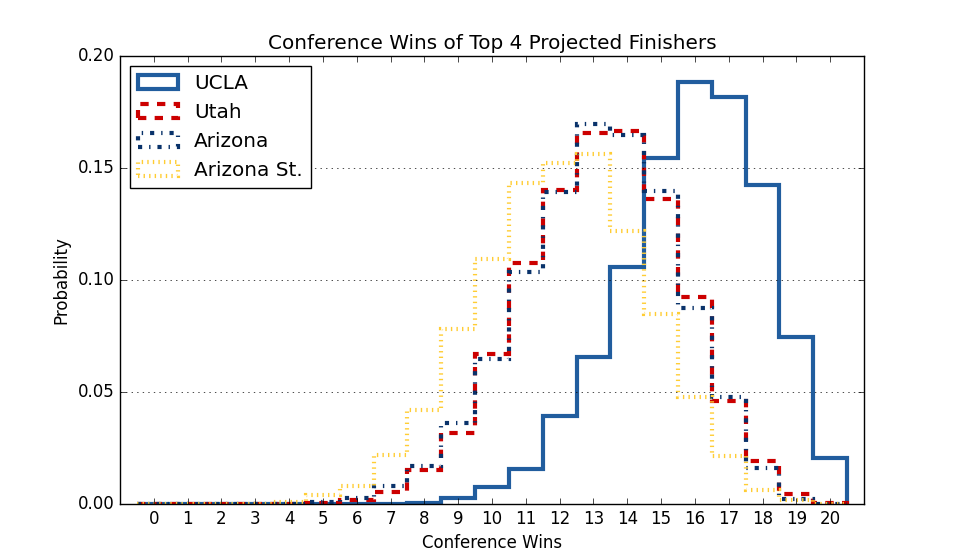 Conference Wins of Top 4 Projected Finishers
0.20
UCLA
Utah
Arizona
Arizona St.
0.15
0.10
0.05
0.00
Probability
0 1 2 3 4 5 6 7 8 9 10 11 12 13 14 15 16 17 18 19 20
Conference Wins